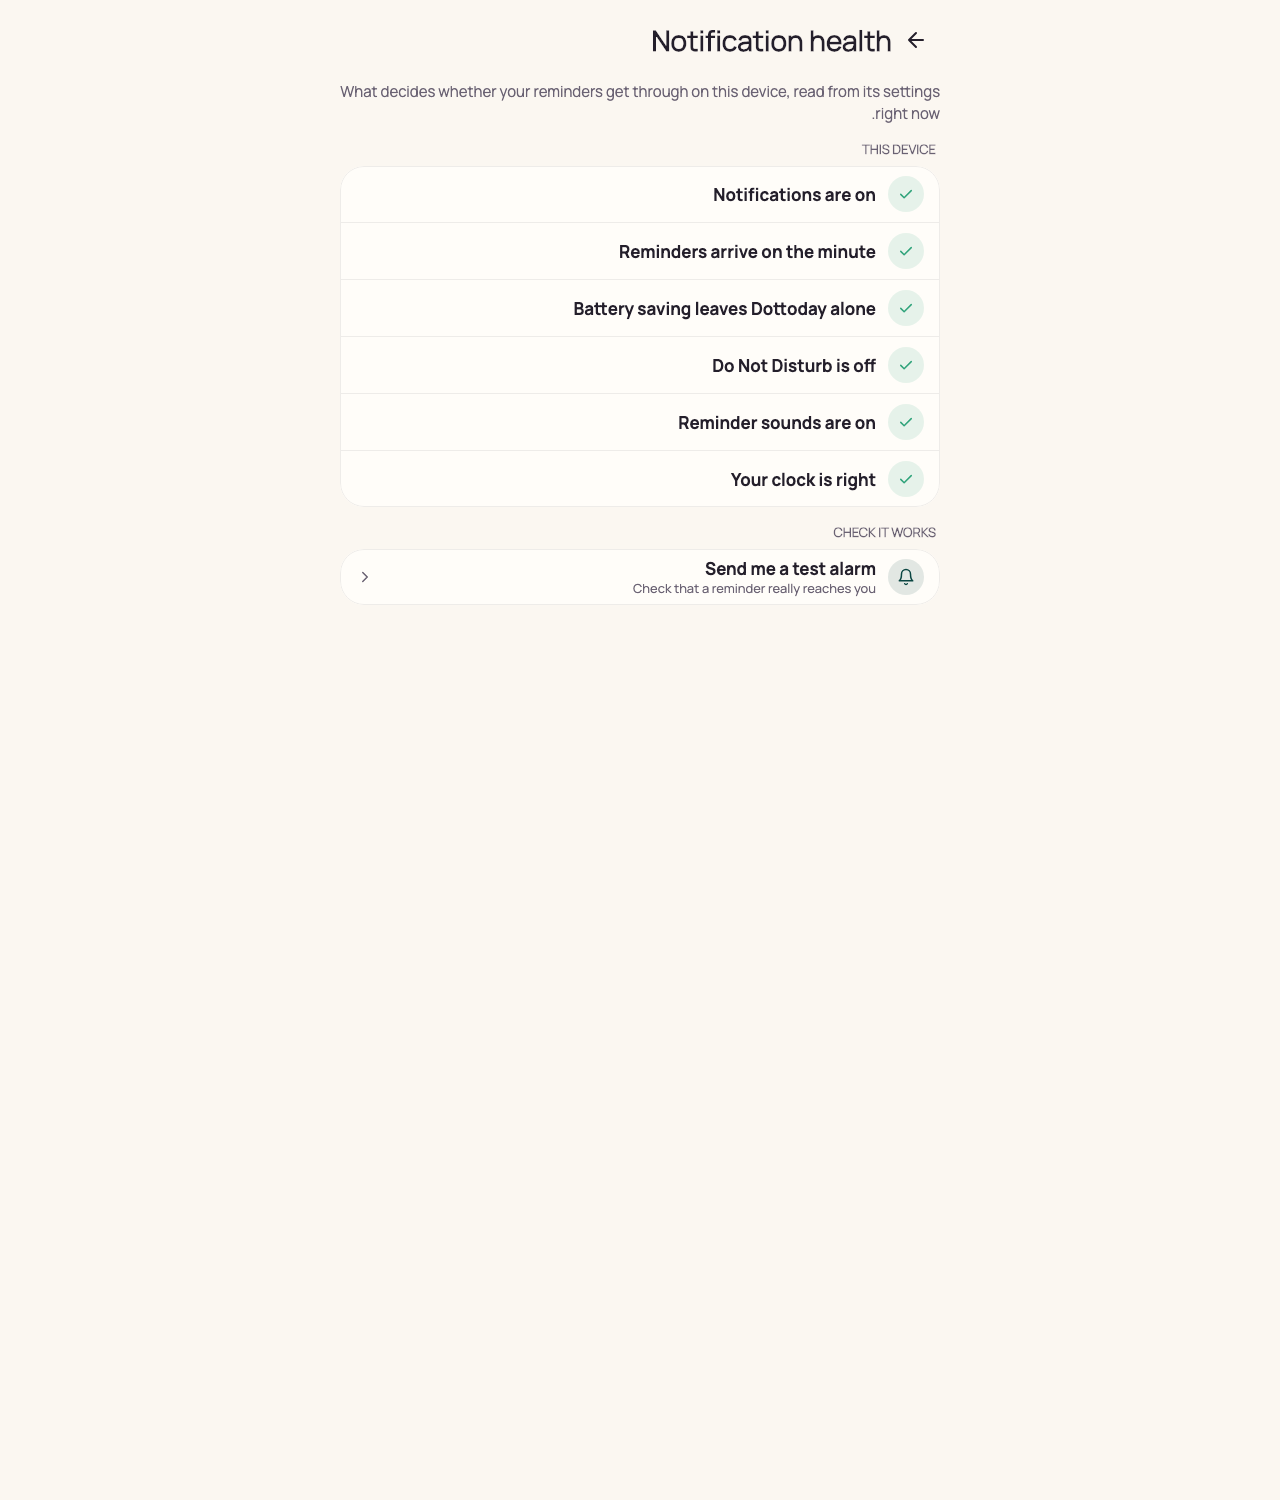 Notification health
What decides whether your reminders get through on this device, read from its settings
.right now
THIS DEVICE
Notifications are on
Reminders arrive on the minute
Battery saving leaves Dottoday alone
Do Not Disturb is off
Reminder sounds are on
Your clock is right
CHECK IT WORKS
Send me a test alarm
Check that a reminder really reaches you